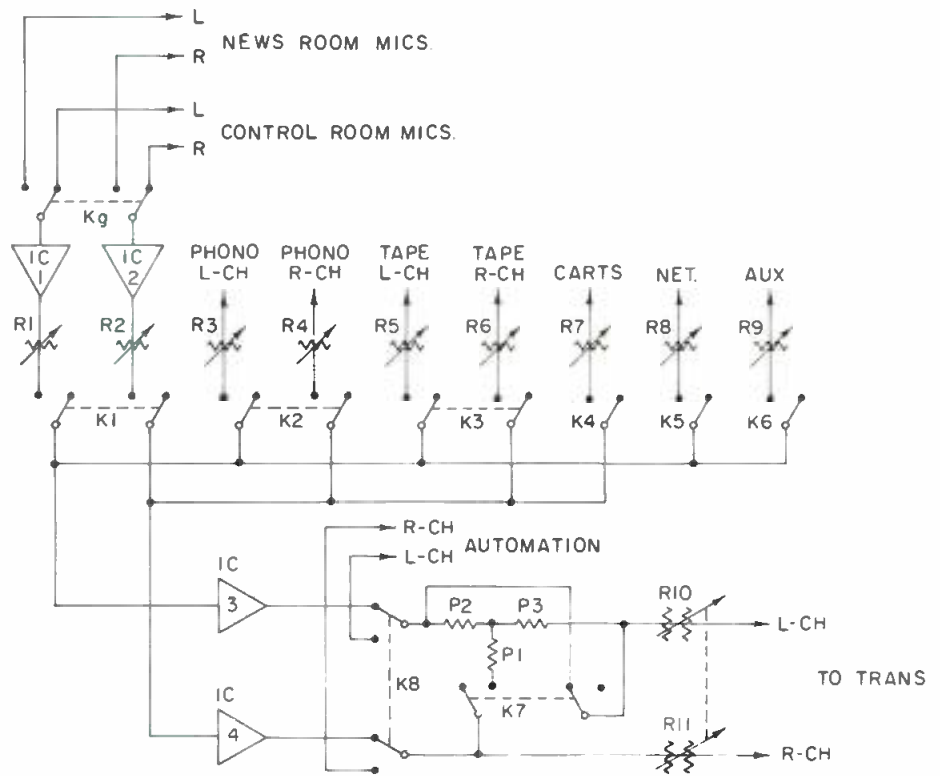 L
NEWS ROOM MICS.
R
L
CONTROL ROOM MICS.
R
K9
IC 1
IC 2
PHONO L-CH
PHONO R-CH
TAPE L-CH
TAPE R-CH
CARTS
NET.
AUX
R1
R2
R3
R4
R5
R6
R7
R8
R9
K1
K2
K3
K4
K5
K6
R-CH
L-CH
AUTOMATION
IC 3
P2
P3
R10
L-CH
P1
K8
K7
TO TRANS
IC 4
R11
R-CH